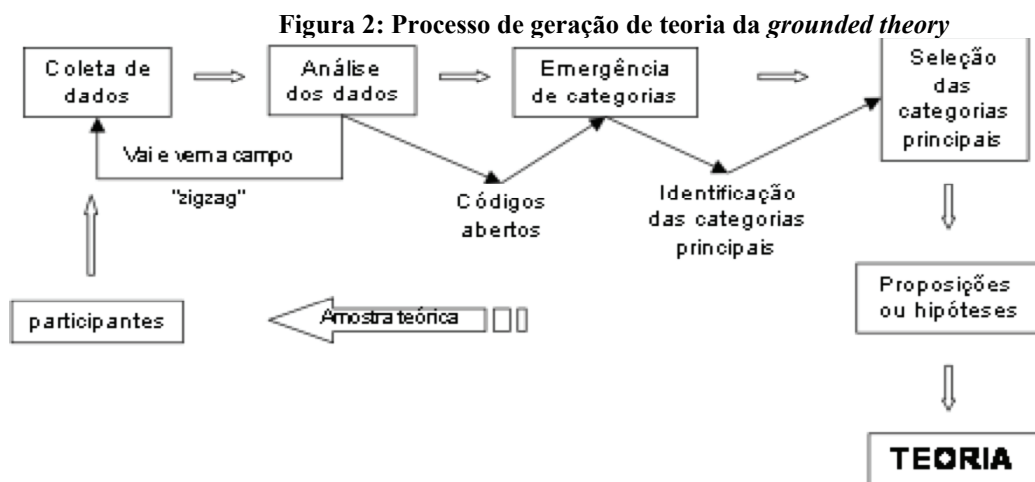 Figura 2: Processo de geração de teoria da grounded theory
Coleta de
dados
Análise
dos dados
Emergência
de categorias
Seleção
das
categorias
principais
Vai e vem a campo
"zigzag"
Códigos
abertos
Identificação
das categorias
principais
participantes
Amostra teórica
Proposições
ou hipóteses
TEORIA